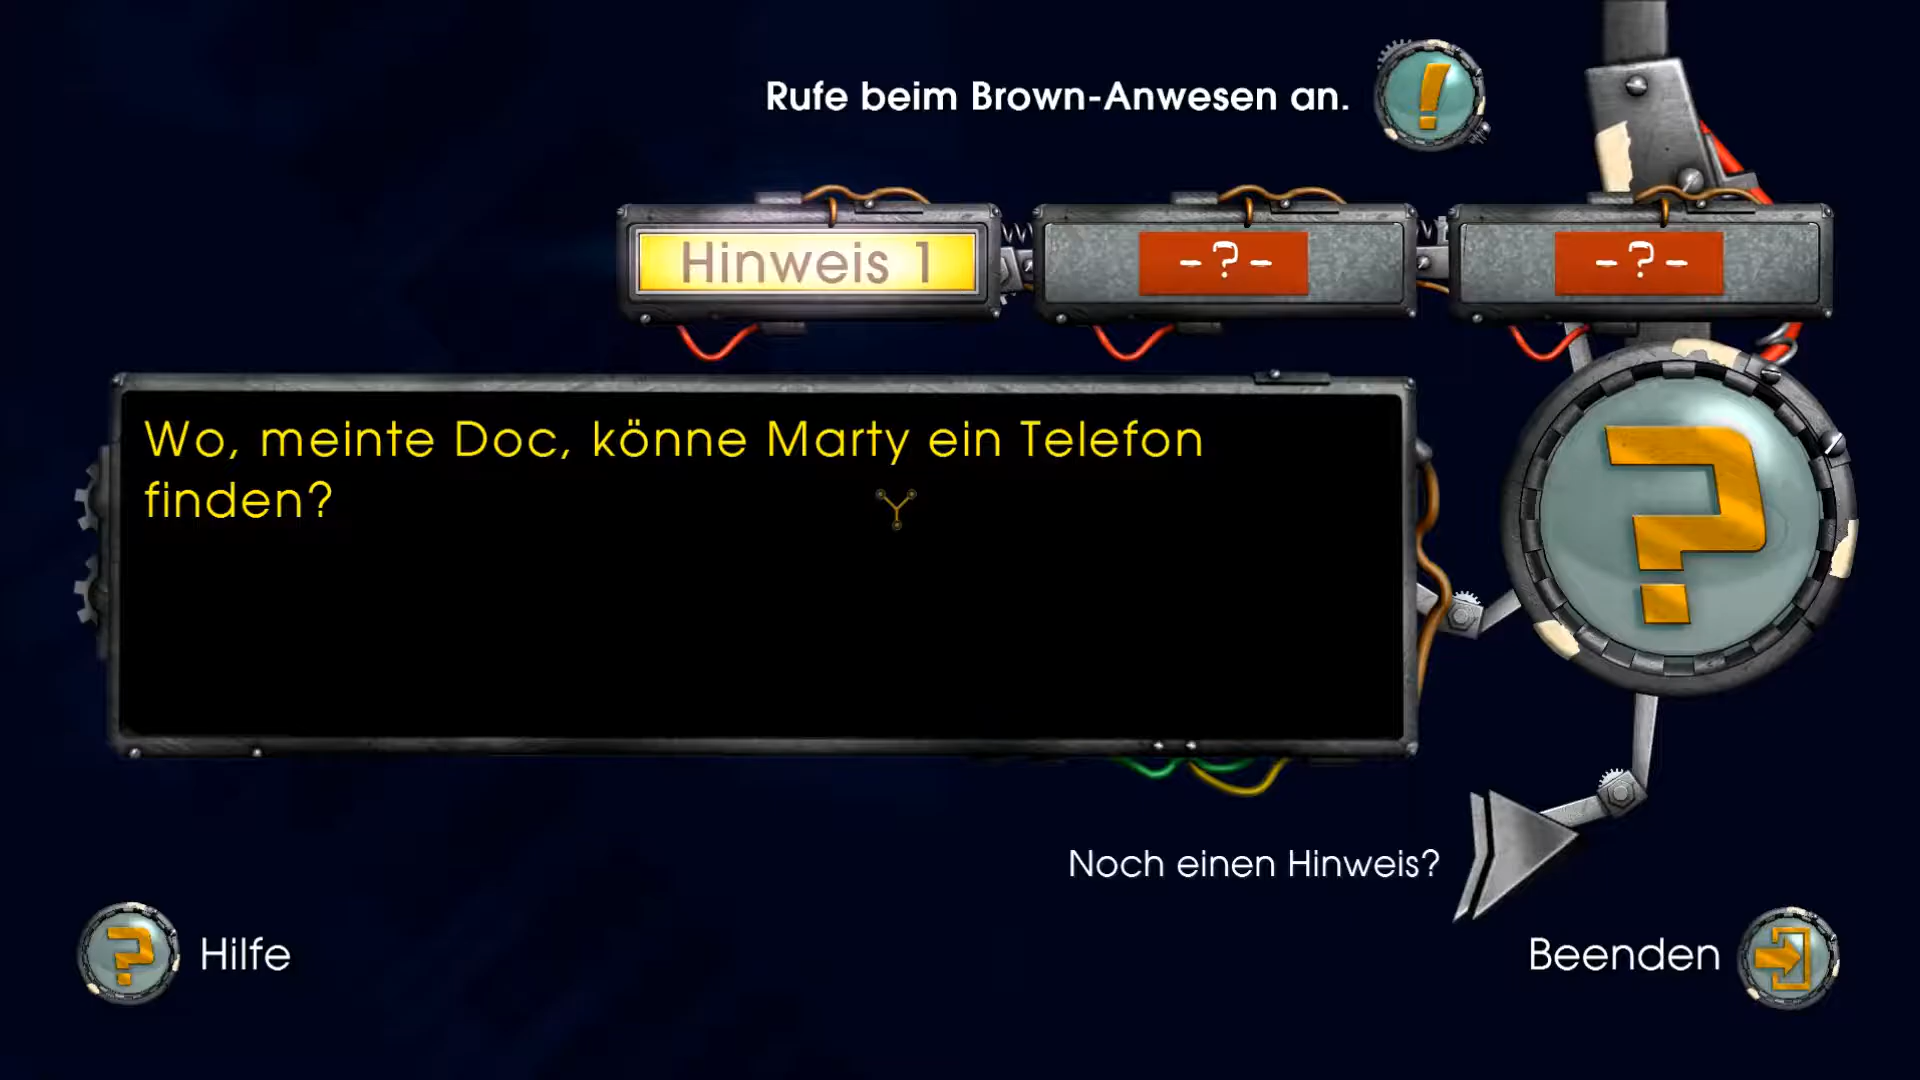 Rufe beim Brown-Anwesen an.
Hinweis 1
-?-
-?-
Wo, meinte Doc, könne Marty ein Telefon
finden?
Noch einen Hinweis?
Hilfe
Beenden